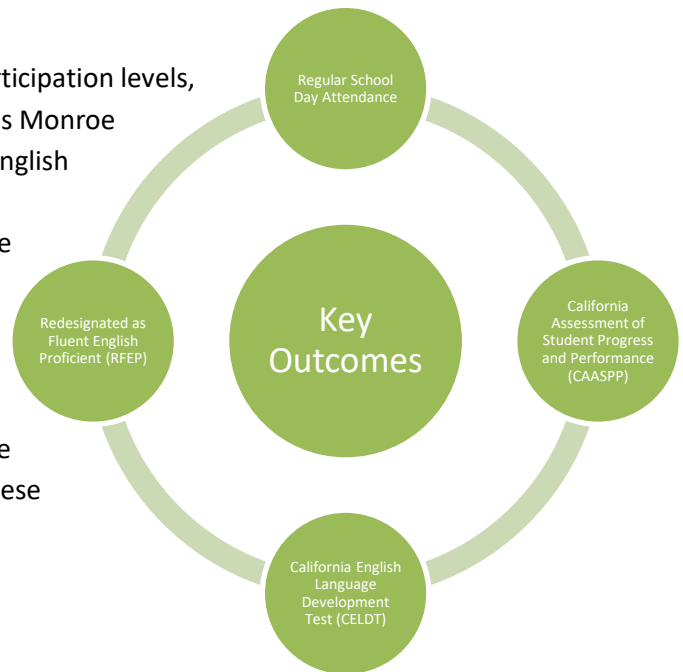 rticipation levels,
s Monroe
nglish
e
e
ese
Regular School
Day Attendance
Redesignated as
Fluent English
Proficient (RFEP)
Key
Outcomes
California
Assessment of
Student Progress
and Performance
(CAASPP)
California English
Language
Development
Test (CELDT)